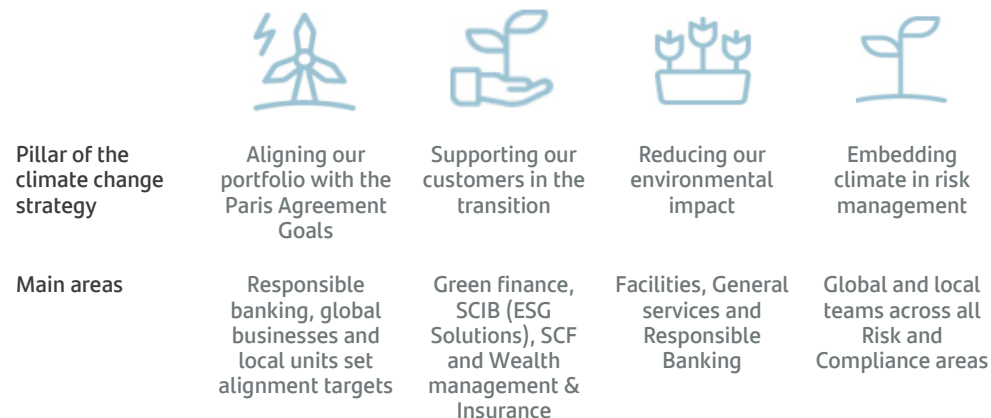 Pillar of the
climate change
strategy
Aligning our
portfolio with the
Paris Agreement
Goals
Supporting our
customers in the
transition
Reducing our
environmental
impact
Embedding
climate in risk
management
Main areas
Responsible
banking, global
businesses and
local units set
alignment targets
Green finance,
SCIB (ESG
Solutions), SCF
and Wealth
management &
Insurance
Facilities, General
services and
Responsible
Banking
Global and local
teams across all
Risk and
Compliance areas